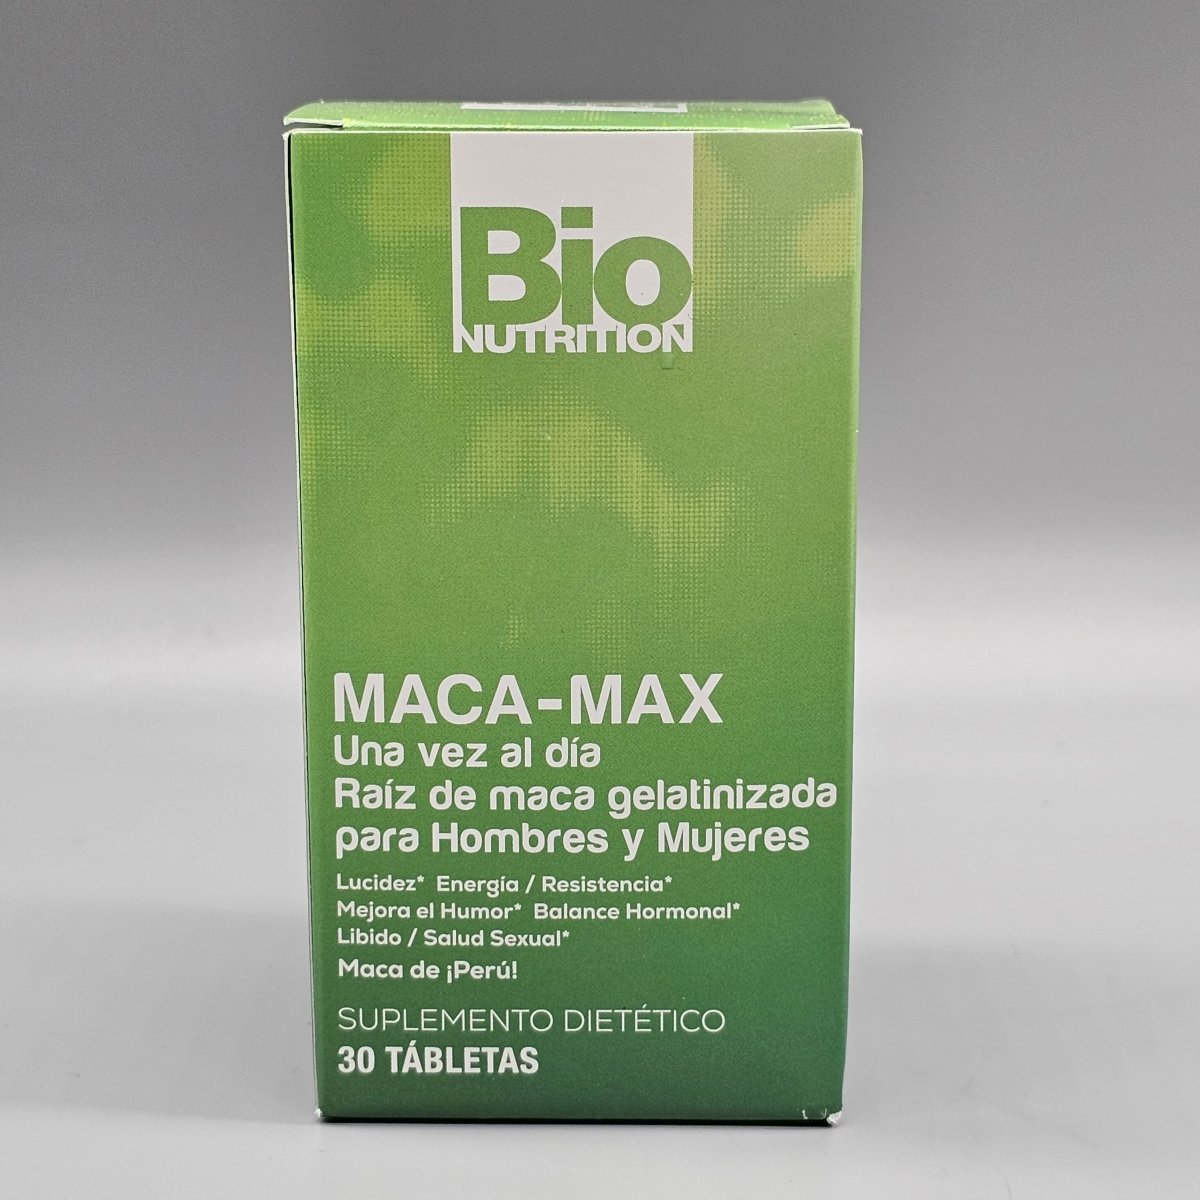 Bio
NUTRITION
MACA-MAX
Una vez al día
Raíz de maca gelatinizada
para Hombres y Mujeres
Lucidez* Energía / Resistencia*
Mejora el Humor* Balance Hormonal*
Libido / Salud Sexual*
Maca de ¡Perú!
SUPLEMENTO DIETÉTICO
30 TÁBLETAS